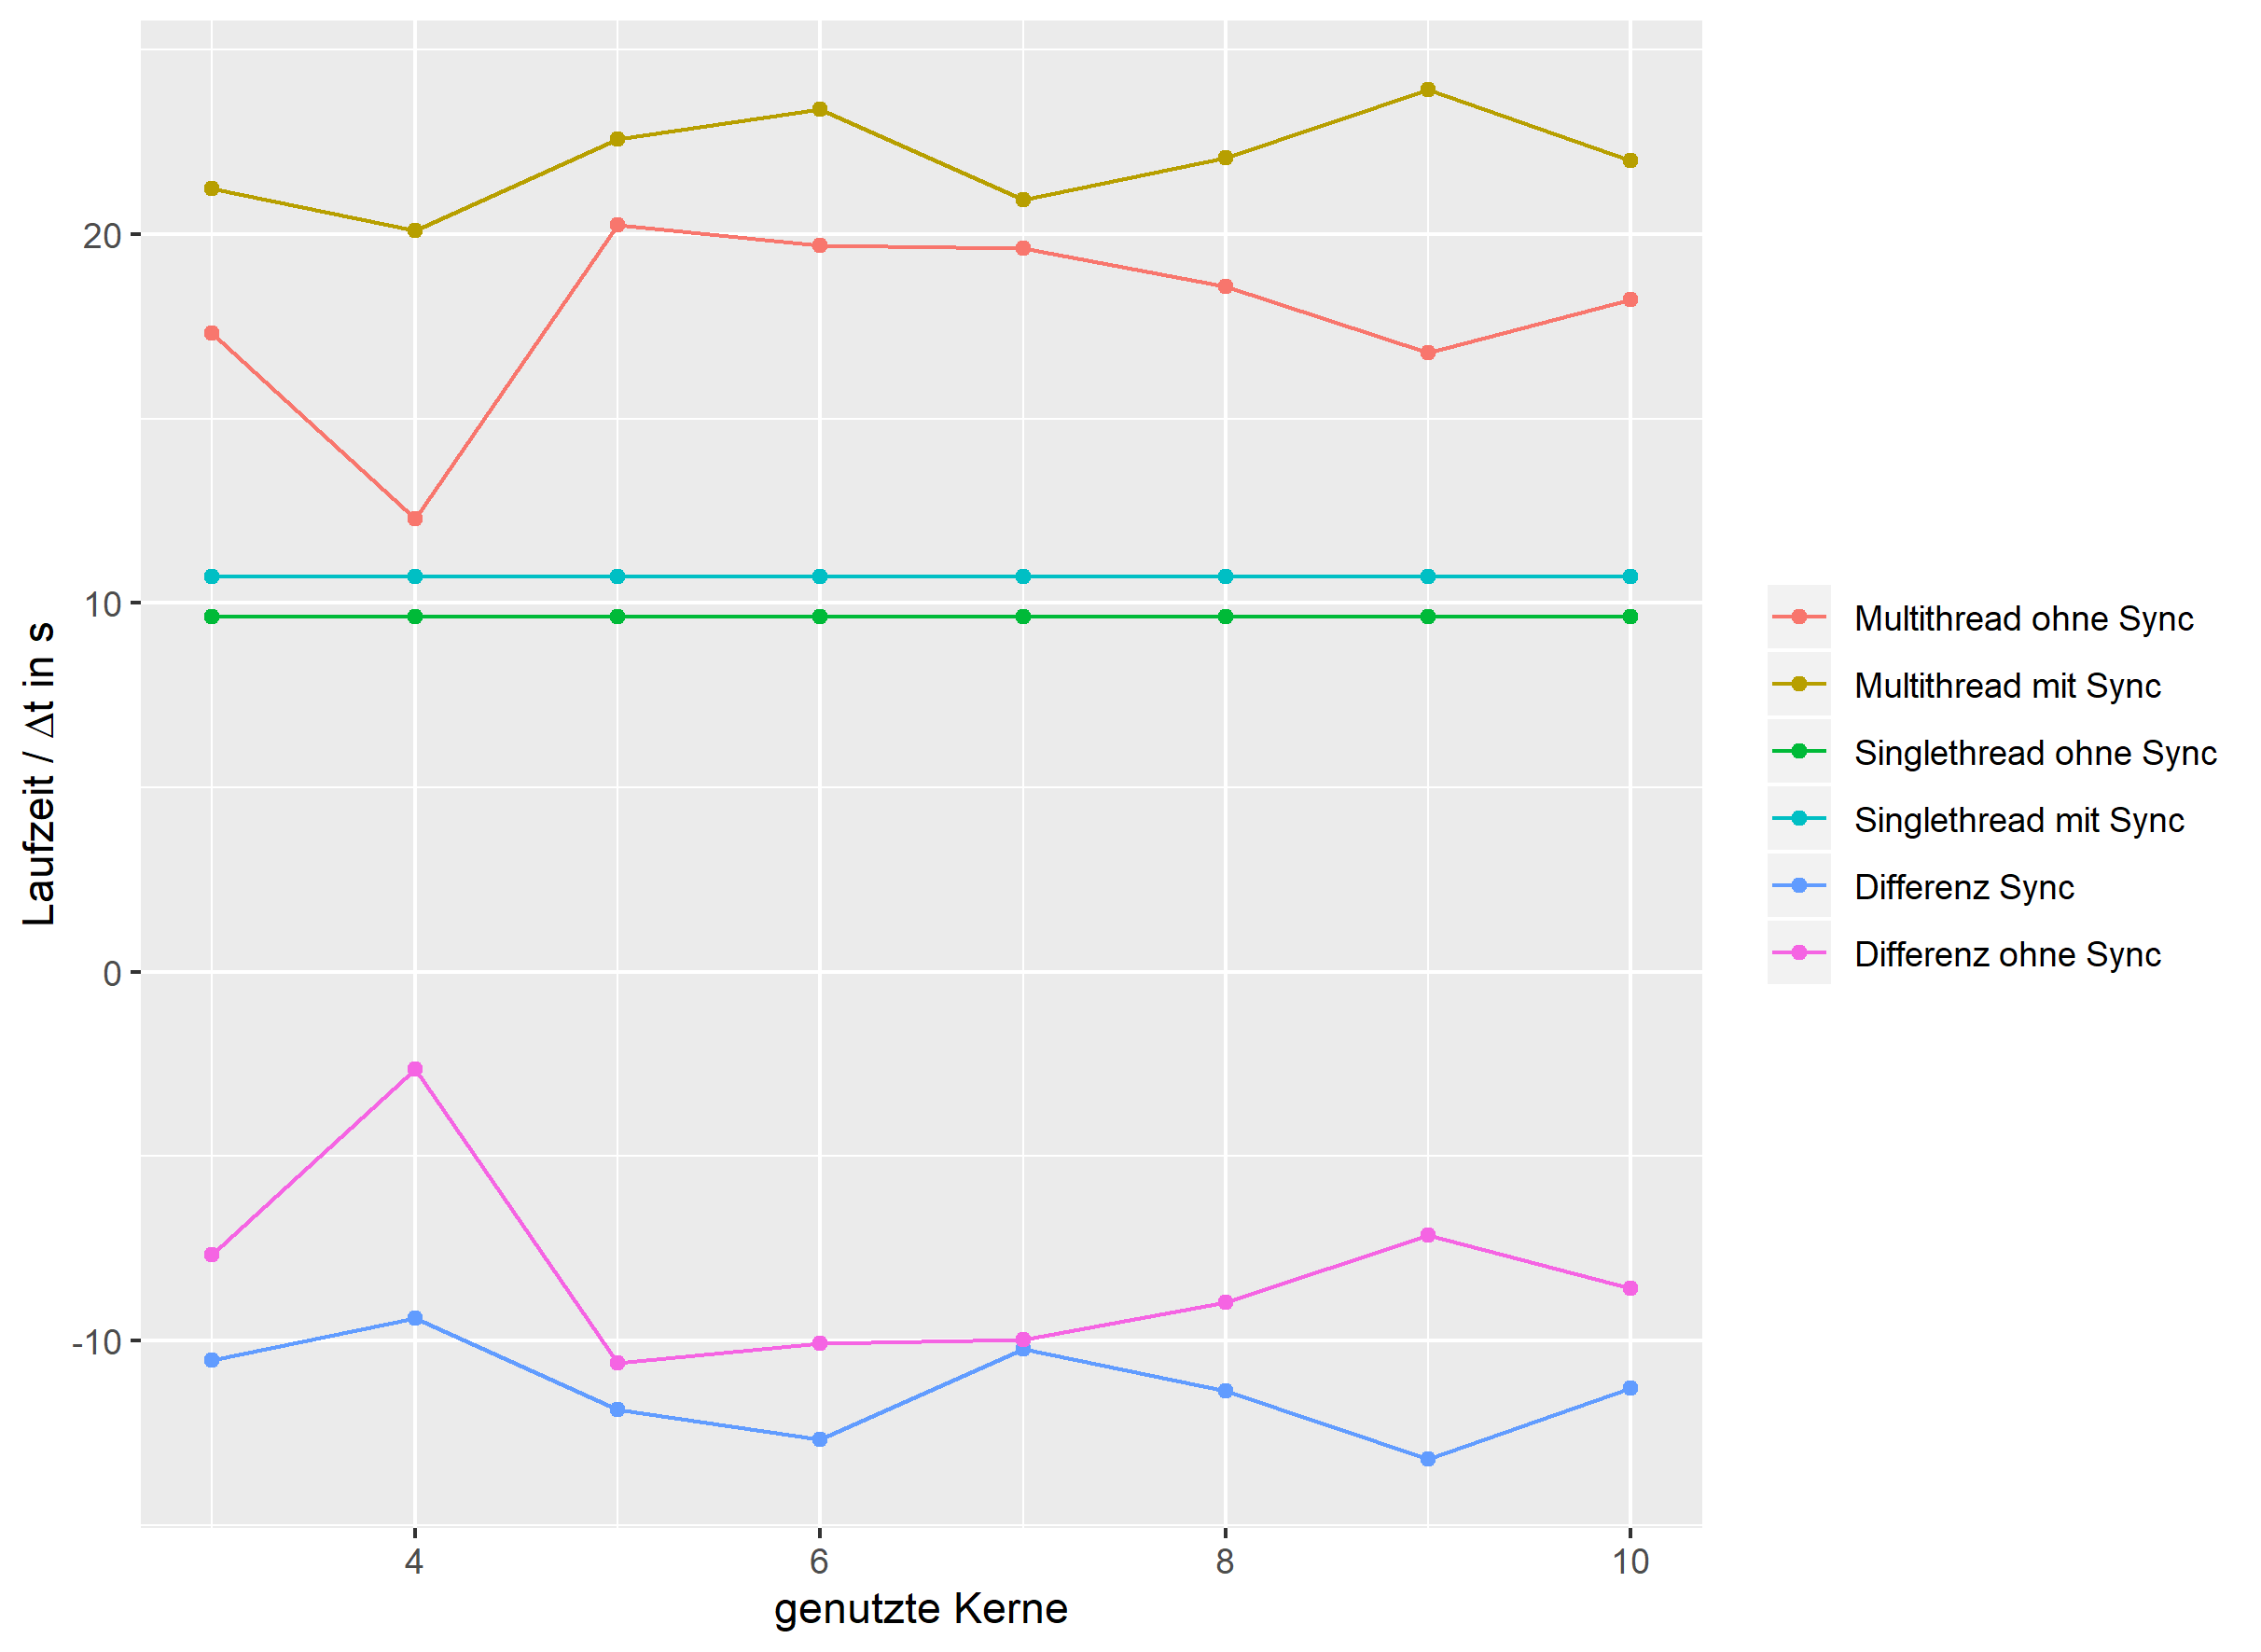 Laufzeit / Δt in s
20
10
0
-10
4
6
8
10
genutzte Kerne
Multithread ohne Sync
Multithread mit Sync
Singlethread ohne Sync
Singlethread mit Sync
Differenz Sync
Differenz ohne Sync